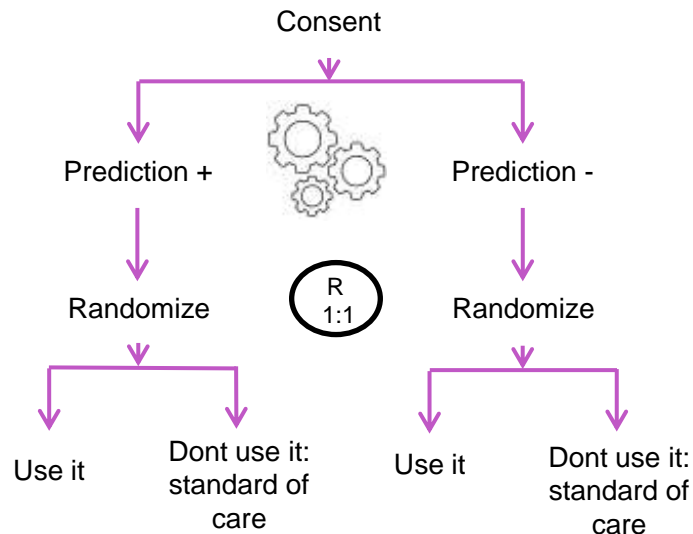 Consent
Prediction +
Prediction -
Randomize
R
1:1
Randomize
Use it
Dont use it:
standard of
care
Use it
Dont use it:
standard of
care